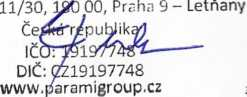 11/30, 190 00, Praha 9 – Letňany
Česká republika
IČO: 19197748
DIČ: CZ19197748
www.paramigroup.cz